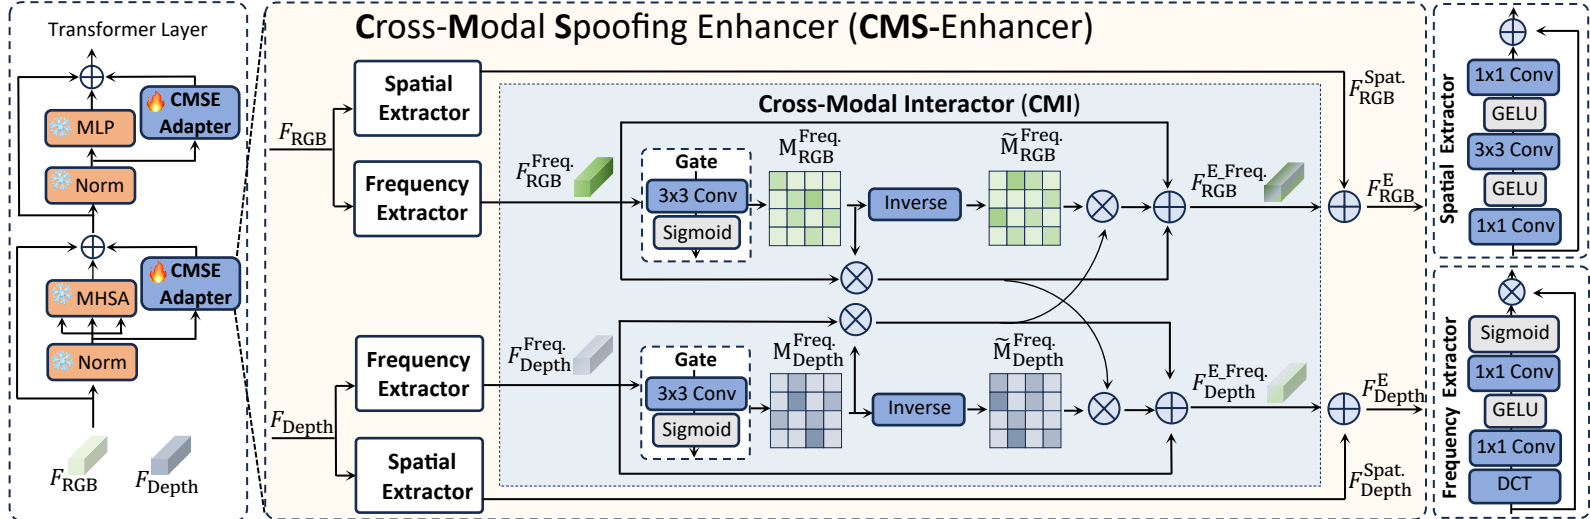 Transformer Layer
CMSE
Adapter
MLP
Norm
CMSE
Adapter
MHSA
Norm
F_RGB
F_Depth
Cross-Modal Spoofing Enhancer (CMS-Enhancer)
F_RGB
Spatial
Extractor
Frequency
Extractor
F_RGB^Spat.
Cross-Modal Interactor (CMI)
F_RGB^Freq.
Gate
3x3 Conv
Sigmoid
M_RGB^Freq.
Inverse
M̃_RGB^Freq.
F_RGB^E_Freq.
F_RGB^E
F_Depth
Frequency
Extractor
Spatial
Extractor
F_Depth^Freq.
Gate
3x3 Conv
Sigmoid
M_Depth^Freq.
Inverse
M̃_Depth^Freq.
F_Depth^E_Freq.
F_Depth^E
F_Depth^Spat.
Spatial Extractor
1x1 Conv
GELU
3x3 Conv
GELU
1x1 Conv
Frequency Extractor
Sigmoid
1x1 Conv
GELU
1x1 Conv
DCT